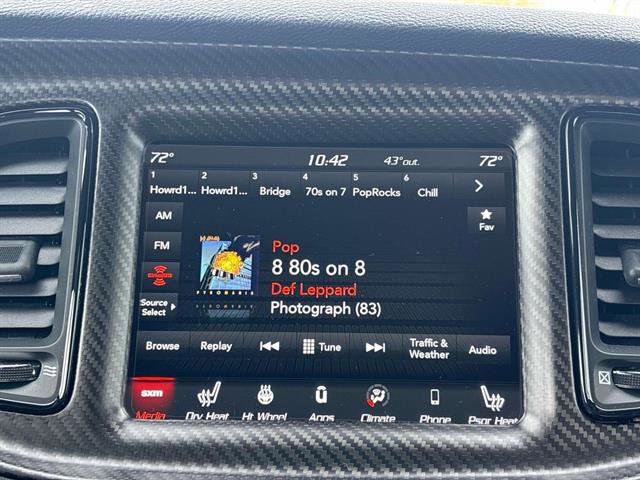 72° 10:42 43°out. 72°
1 2 3 4 5 6
Howrd1... Howrd1... Bridge 70s on 7 PopRocks Chill
AM
FM
Source
Select
Fav
Pop
8 80s on 8
Def Leppard
Photograph (83)
PYROMANIA
Browse Replay Tune Traffic &
Weather Audio
sxm
Media Drv Heat Ht Wheel Apps Climate Phone Psgr Heat